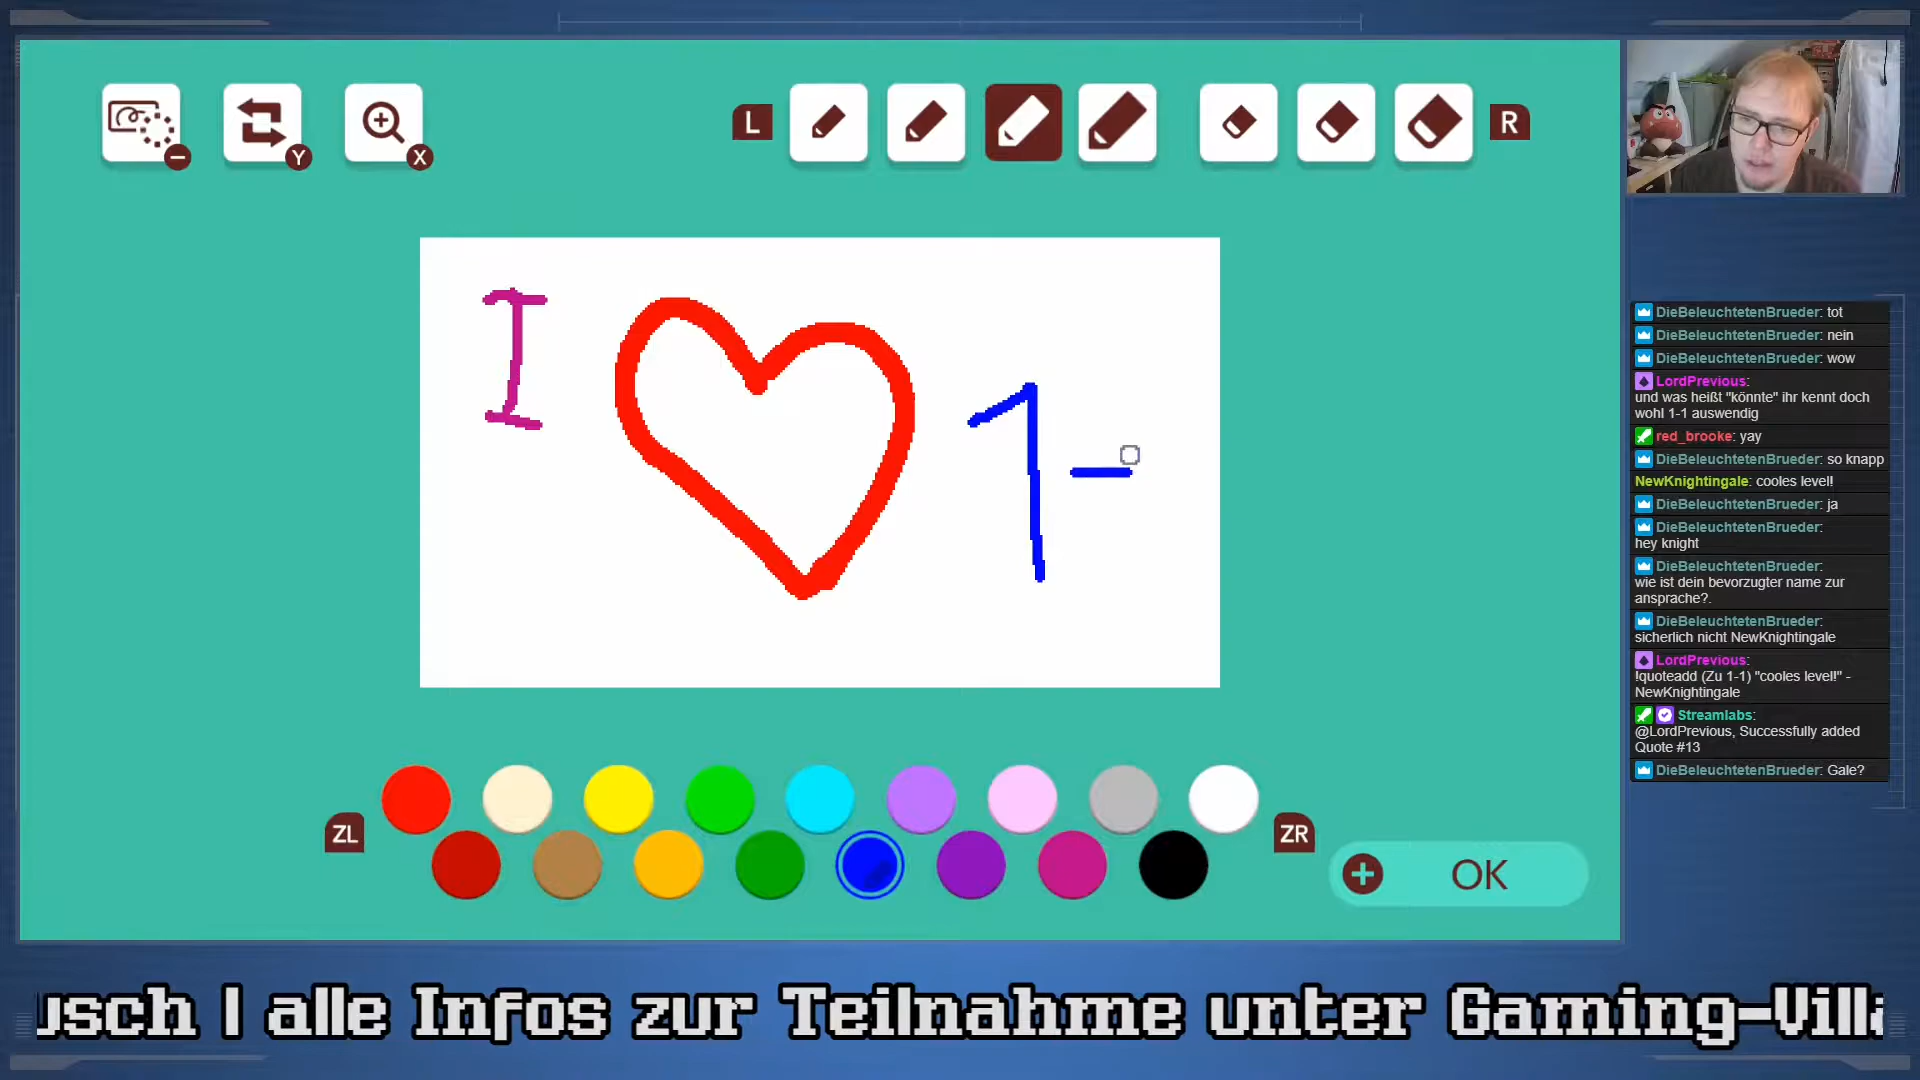 L
R
Y
X
I 1-
DieBeleuchtetenBrueder: tot
DieBeleuchtetenBrueder: nein
DieBeleuchtetenBrueder: wow
LordPrevious:
und was heißt "könnte" ihr kennt doch
wohl 1-1 auswendig
red_brooke: yay
DieBeleuchtetenBrueder: so knapp
NewKnightingale: cooles level!
DieBeleuchtetenBrueder: ja
DieBeleuchtetenBrueder:
hey knight
DieBeleuchtetenBrueder:
wie ist dein bevorzugter name zur
ansprache?.
DieBeleuchtetenBrueder:
sicherlich nicht NewKnightingale
LordPrevious:
!quoteadd (Zu 1-1) "cooles level!" -
NewKnightingale
Streamlabs:
@LordPrevious, Successfully added
Quote #13
DieBeleuchtetenBrueder: Gale?
ZL
ZR
OK
usch | alle Infos zur Teilnahme unter Gaming-Villa